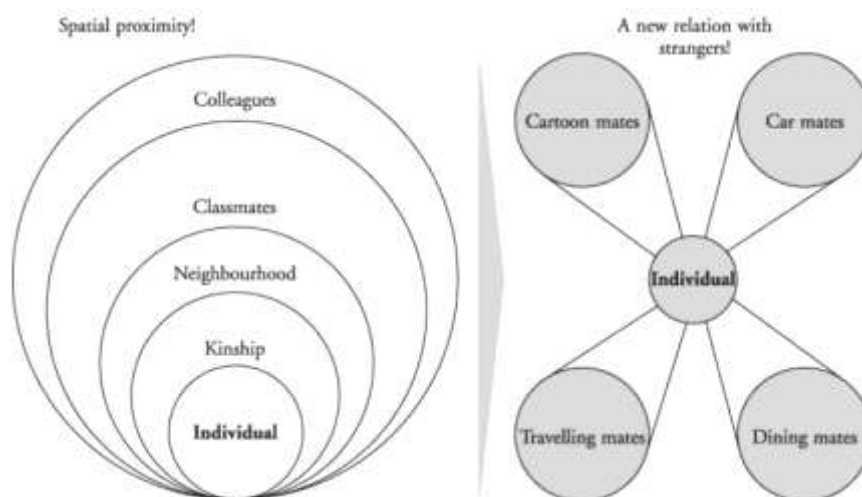 Spatial proximity!
Colleagues
Classmates
Neighbourhood
Kinship
Individual
A new relation with
strangers!
Cartoon mates
Car mates
Individual
Travelling mates
Dining mates